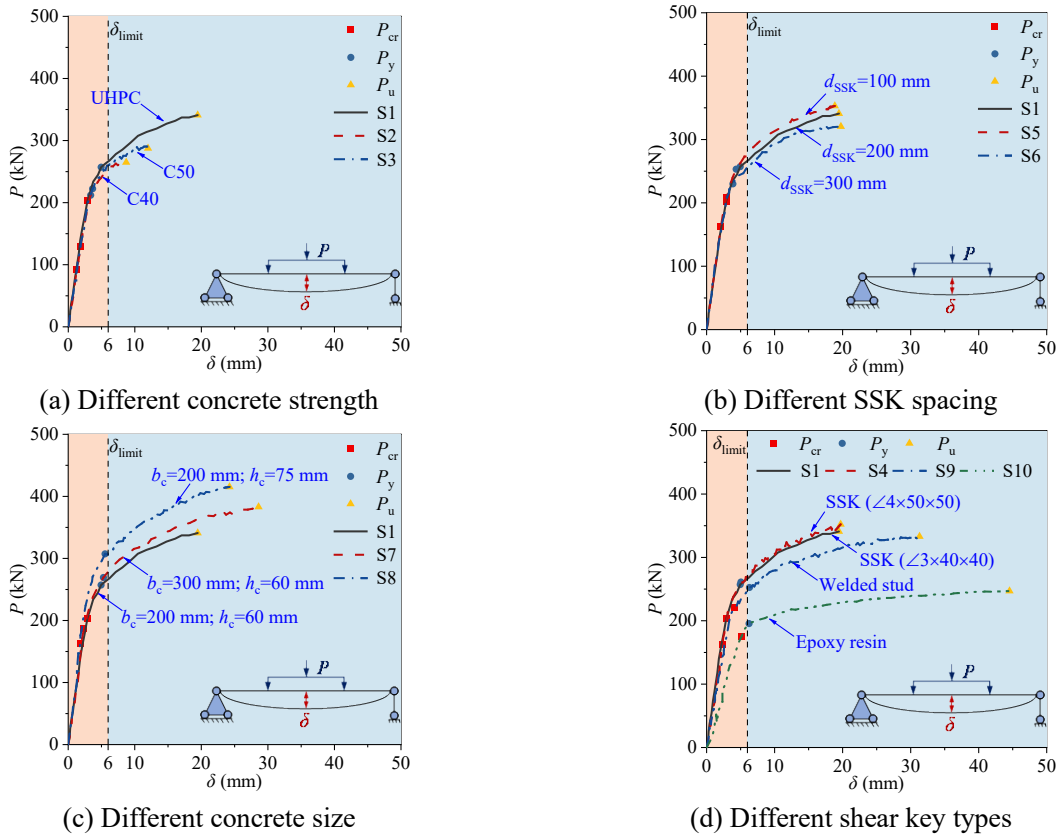 500
400
300
200
100
0
P (kN)
δlimit
Pcr
Py
Pu
S1
S2
S3
UHPC
C50
C40
P
δ
0 6 10 20 30 40 50
δ (mm)
(a) Different concrete strength
500
400
300
200
100
0
P (kN)
δlimit
Pcr
Py
Pu
S1
S5
S6
dSSK=100 mm
dSSK=200 mm
dSSK=300 mm
P
δ
0 6 10 20 30 40 50
δ (mm)
(b) Different SSK spacing
500
400
300
200
100
0
P (kN)
δlimit
Pcr
Py
Pu
S1
S7
S8
bc=200 mm; hc=75 mm
bc=300 mm; hc=60 mm
bc=200 mm; hc=60 mm
P
δ
0 6 10 20 30 40 50
δ (mm)
(c) Different concrete size
500
400
300
200
100
0
P (kN)
δlimit
Pcr Py Pu
S1 S4 S9 S10
SSK (∠4×50×50)
SSK (∠3×40×40)
Welded stud
Epoxy resin
P
δ
0 6 10 20 30 40 50
δ (mm)
(d) Different shear key types